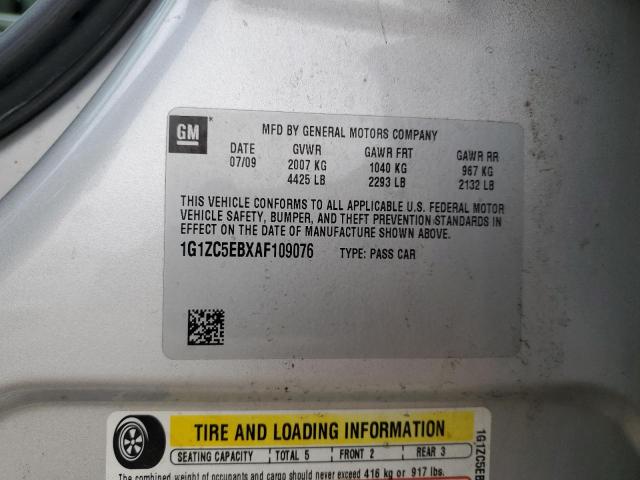 GM
MFD BY GENERAL MOTORS COMPANY
DATE GVWR GAWR FRT GAWR RR
07/09 2007 KG 1040 KG 967 KG
4425 LB 2293 LB 2132 LB
THIS VEHICLE CONFORMS TO ALL APPLICABLE U.S. FEDERAL MOTOR
VEHICLE SAFETY, BUMPER, AND THEFT PREVENTION STANDARDS IN
EFFECT ON THE DATE OF MANUFACTURE SHOWN ABOVE.
1G1ZC5EBXAF109076 TYPE: PASS CAR
TIRE AND LOADING INFORMATION
SEATING CAPACITY TOTAL 5 FRONT 2 REAR 3
The combined weight of occupants and cargo should never exceed 416 kg or 917 lbs.
1G1ZC5EB